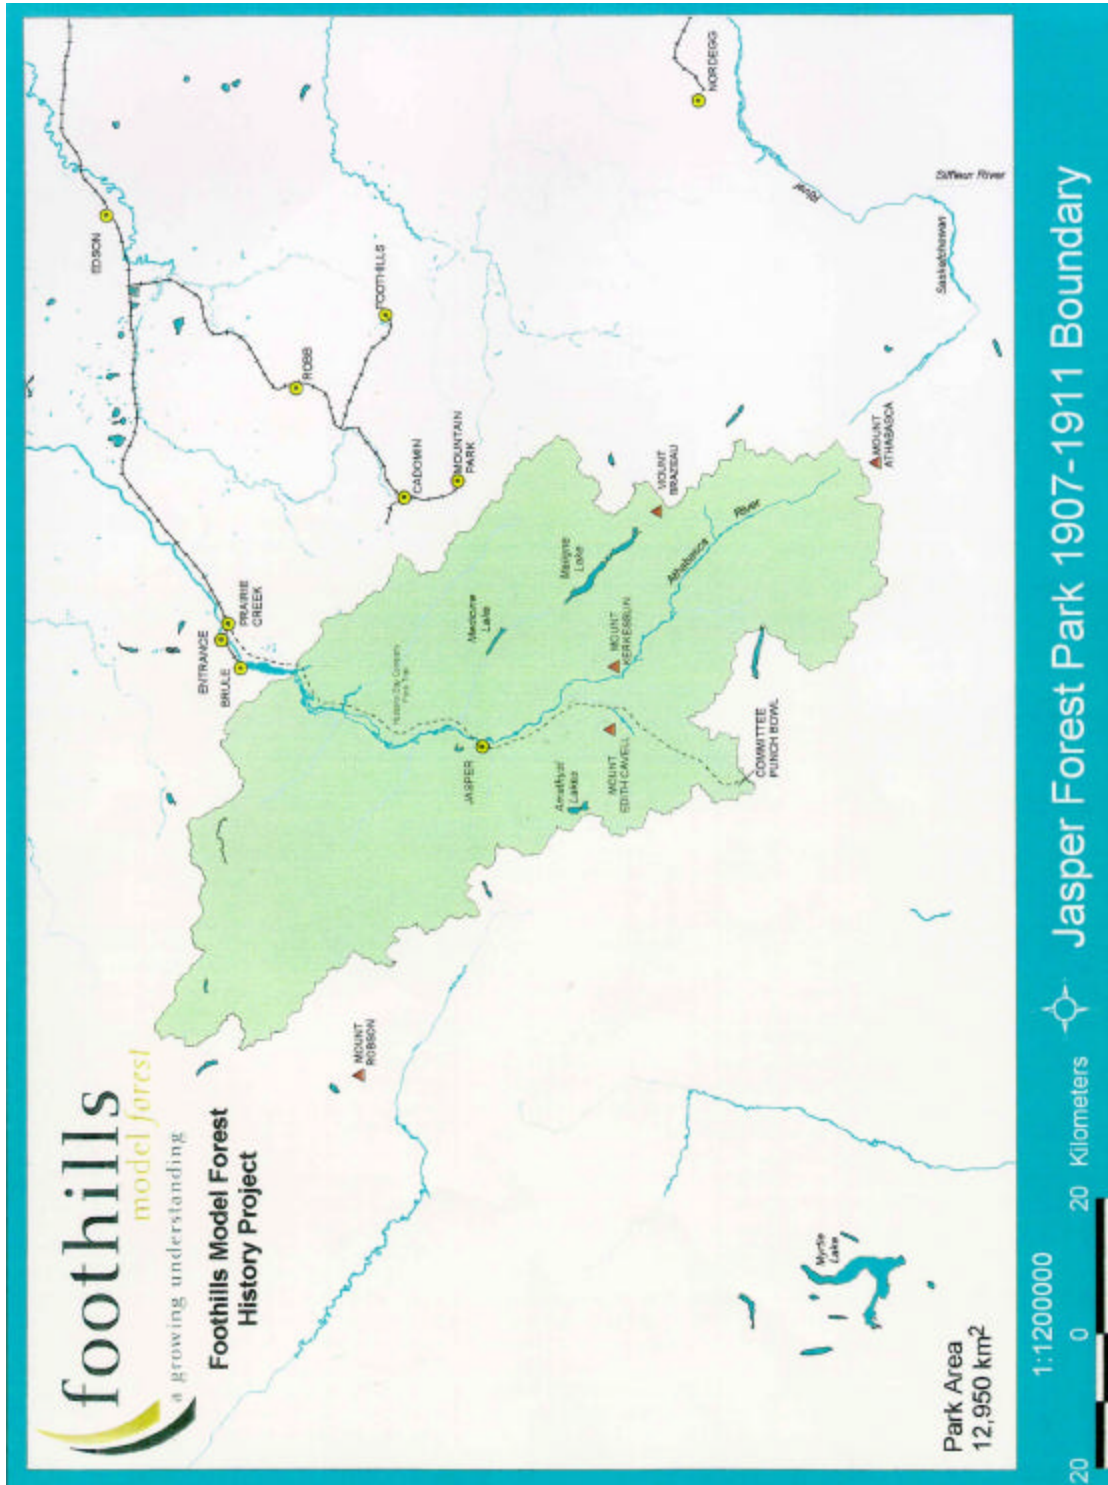 foothills
model forest
a growing understanding
Foothills Model Forest
History Project
EDSON
ENTRANCE
PRAIRIE
CREEK
BRULE
ROBB
FOOTHILLS
CADOMIN
MOUNTAIN
PARK
MOUNT
ROBSON
JASPER
Medicine
Lake
Maligne
Lake
Amethyst
Lakes
MOUNT
EDITH CAVELL
MOUNT
KERKESLIN
MOUNT
BRAZEAU
Athabasca
River
COMMITTEE
PUNCH BOWL
MOUNT
ATHABASCA
NORDEGG
River
Saskatchewan
Siffleur River
Myrtle
Lake
Park Area
12,950 km²
1:1200000
20 0 20 Kilometers
Jasper Forest Park 1907-1911 Boundary